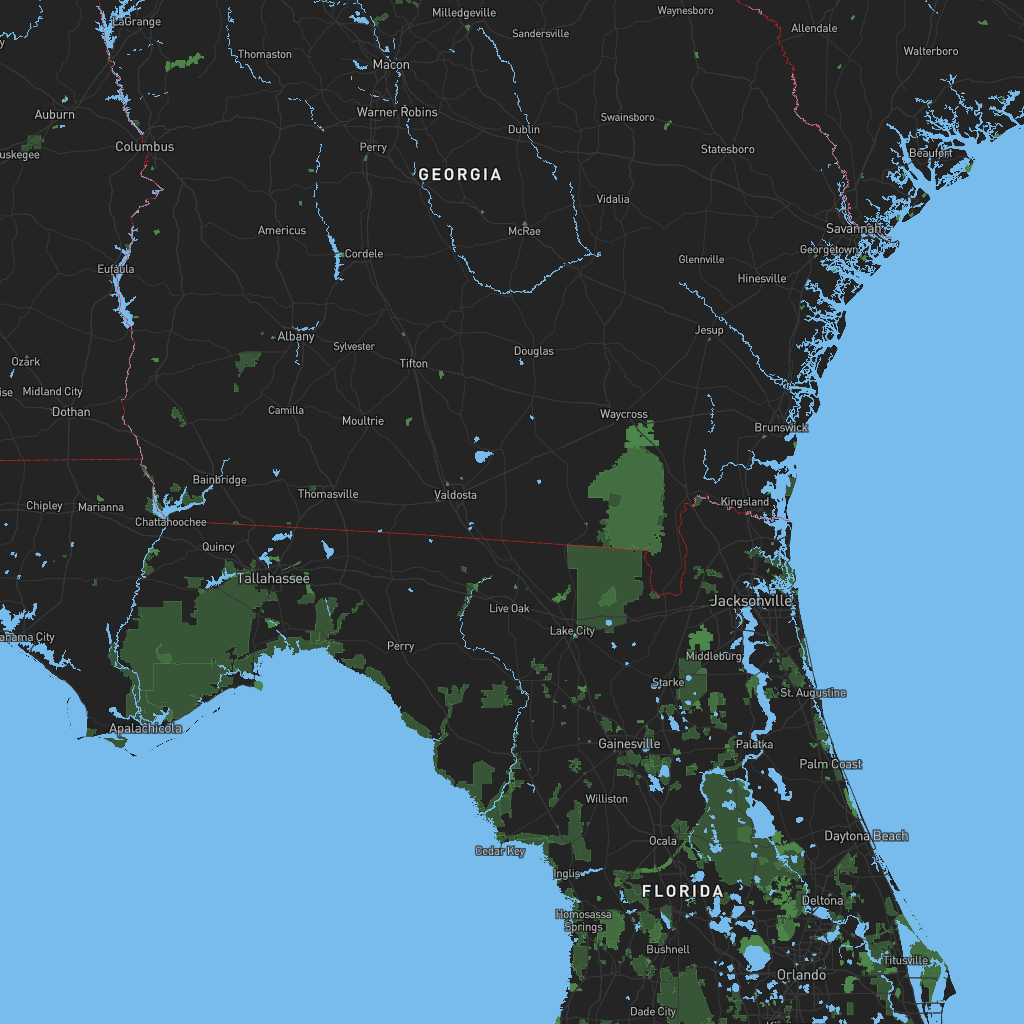 Milledgeville
Waynesboro
LaGrange
Sandersville
Allendale
Thomaston
Macon
Walterboro
Auburn
Warner Robins
Swainsboro
Dublin
Columbus
Perry
Statesboro
Beaufort
uskegee
GEORGIA
Vidalia
Americus
McRae
Savannah
Georgetown
Cordele
Glennville
Eufaula
Hinesville
Albany
Jesup
Sylvester
Douglas
Ozark
Tifton
ise
Midland City
Dothan
Camilla
Moultrie
Waycross
Brunswick
Bainbridge
Thomasville
Valdosta
Chipley
Marianna
Kingsland
Chattahoochee
Quincy
Tallahassee
Jacksonville
Live Oak
Lake City
anama City
Perry
Middleburg
Starke
St. Augustine
Apalachicola
Gainesville
Palatka
Palm Coast
Williston
Daytona Beach
Ocala
Cedar Key
Inglis
FLORIDA
Deltona
Homosassa
Springs
Bushnell
Titusville
Orlando
Dade City